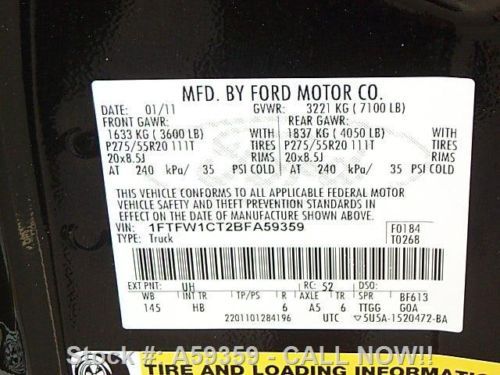 MFD. BY FORD MOTOR CO.
DATE: 01/11 GVWR: 3221 KG ( 7100 LB)
FRONT GAWR: REAR GAWR:
1633 KG ( 3600 LB) WITH 1837 KG ( 4050 LB) WITH
P275/55R20 111T TIRES P275/55R20 111T TIRES
20x8.5J RIMS 20x8.5J RIMS
AT 240 kPa/ 35 PSI COLD AT 240 kPa/ 35 PSI COLD
THIS VEHICLE CONFORMS TO ALL APPLICABLE FEDERAL MOTOR
VEHICLE SAFETY AND THEFT PREVENTION STANDARDS IN
EFFECT ON THE DATE OF MANUFACTURE SHOWN ABOVE.
VIN: 1FTFW1CT2BFA59359 F0184
TYPE: Truck T0268
EXT PNT: UH RC: 52
WB INT TR TP/PS R AXLE TR SPR BF613
145 HB 6 A5 6 TTGG G0A
2201101284196 UTC 5U5A-1520472-BA
Stock # A59359 - CALL NOW!!
TIRE AND LOADING INFORMATION